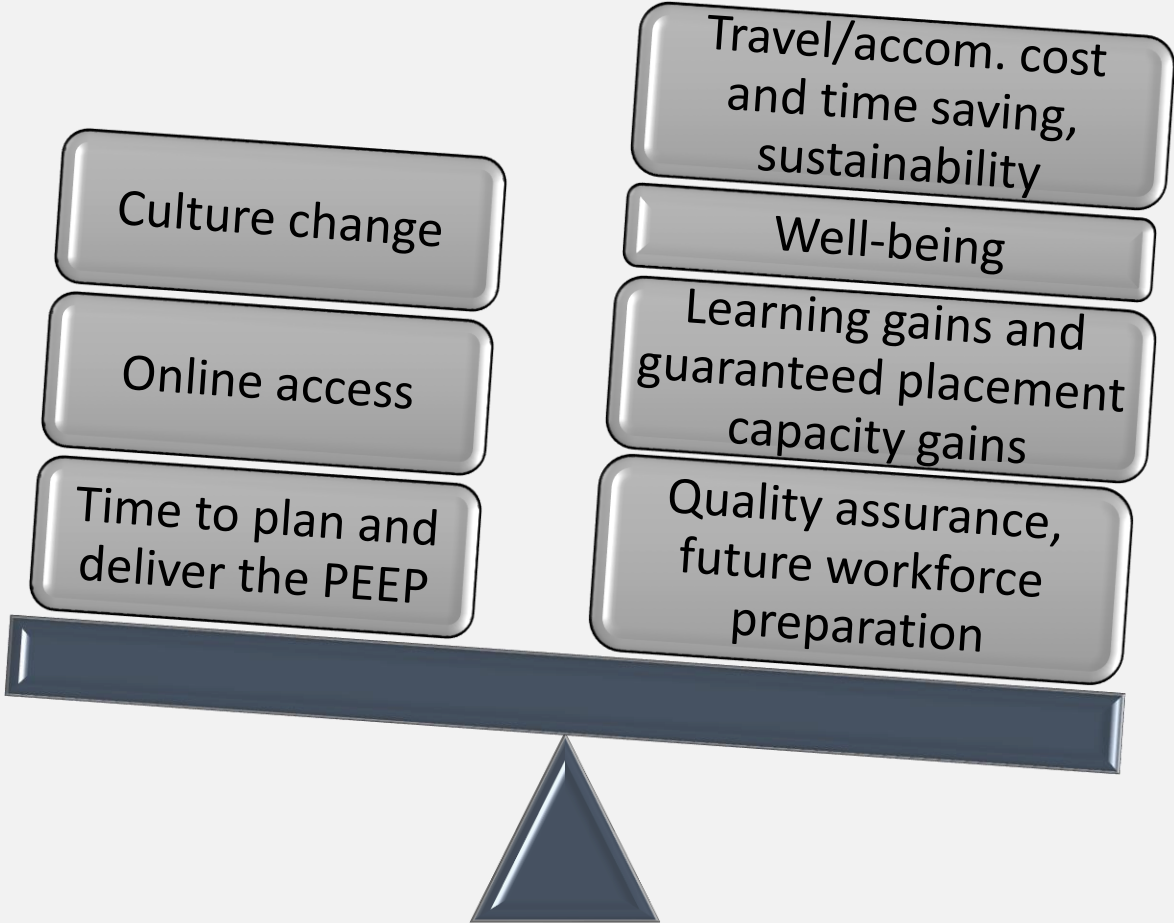 Culture change
Online access
Time to plan and
deliver the PEEP
Travel/accom. cost
and time saving,
sustainability
Well-being
Learning gains and
guaranteed placement
capacity gains
Quality assurance,
future workforce
preparation